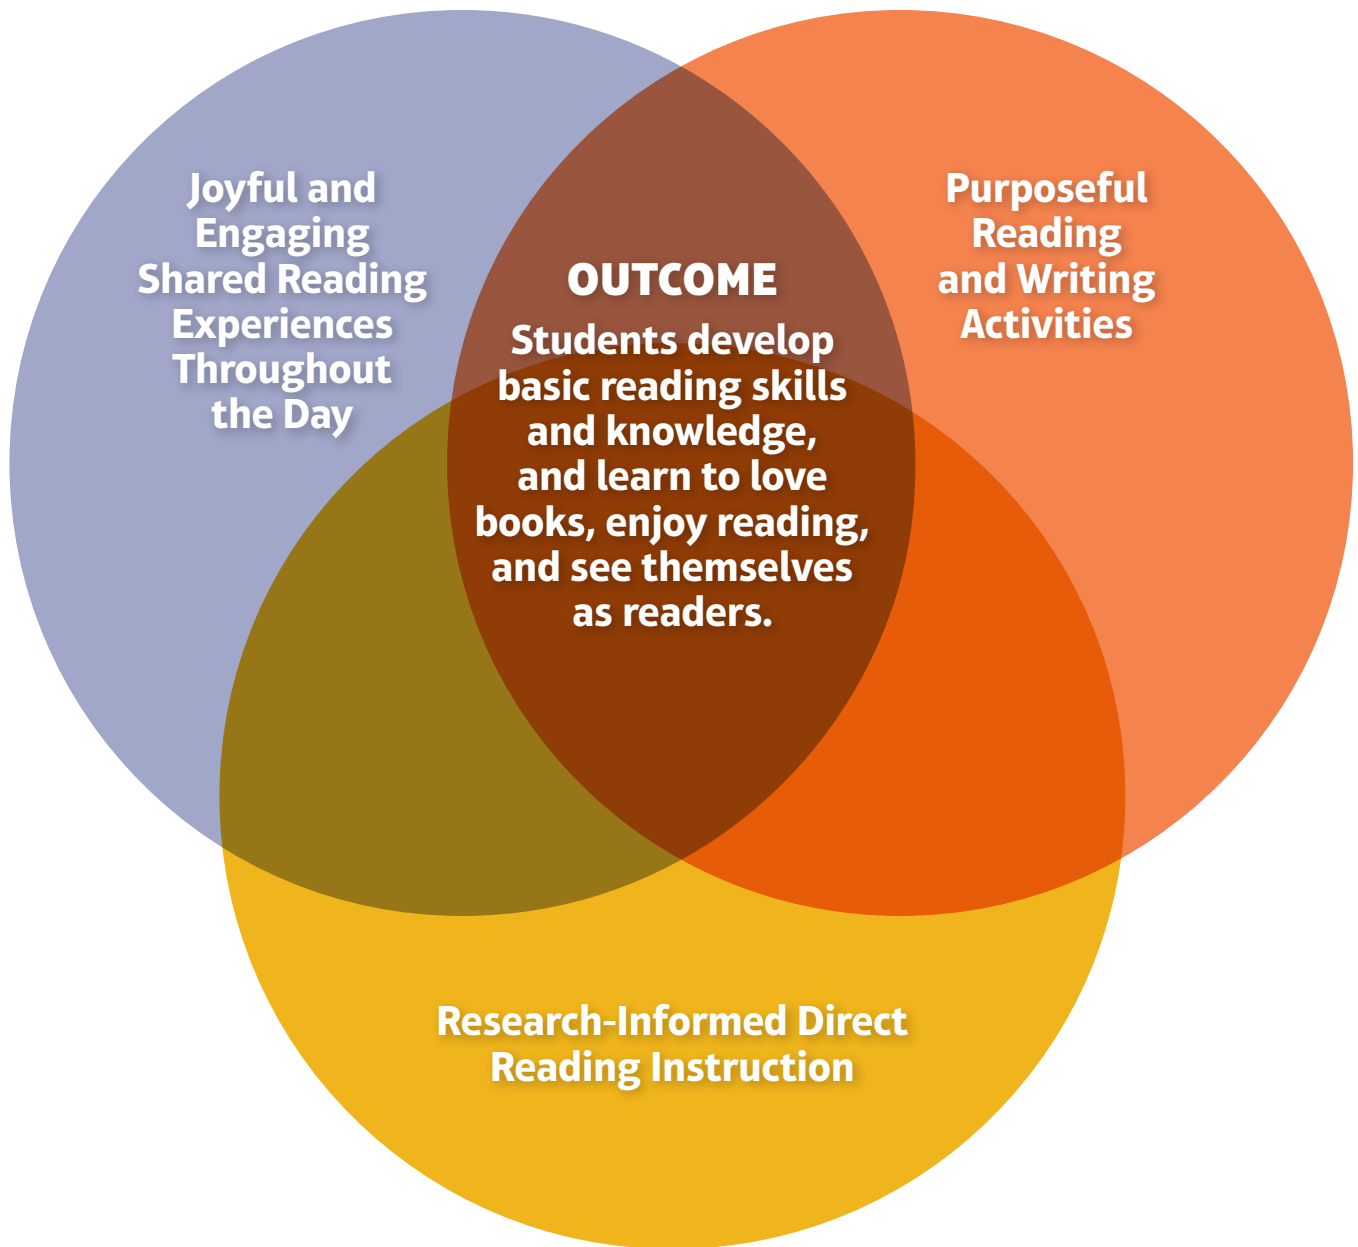 Joyful and
Engaging
Shared Reading
Experiences
Throughout
the Day
OUTCOME
Students develop
basic reading skills
and knowledge,
and learn to love
books, enjoy reading,
and see themselves
as readers.
Purposeful
Reading
and Writing
Activities
Research-Informed Direct
Reading Instruction